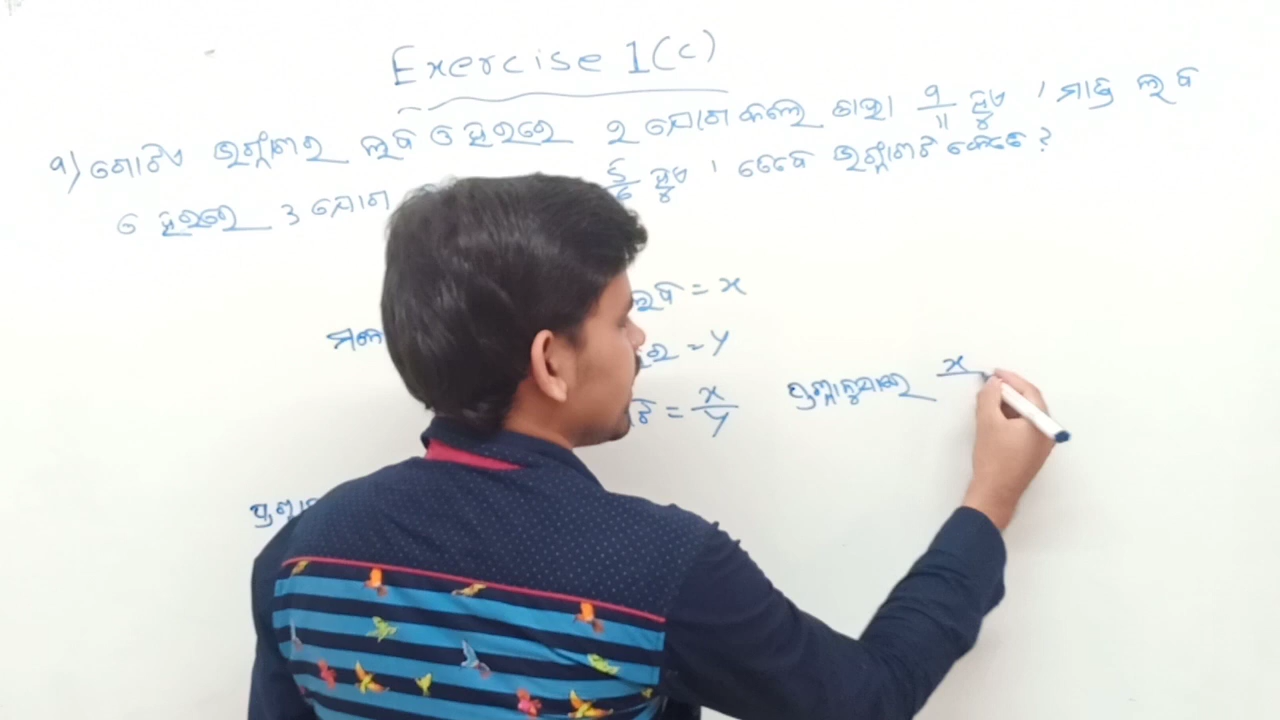 Exercise 1(c)
9) ଗୋଟିଏ ଭଗ୍ନାଂଶର ଲବ ଓ ହରରେ 2 ଯୋଗ କଲେ ତାହା 9/11 ହୁଏ । ମାତ୍ର ଲବ
ଓ ହରରେ 3 ଯୋଗ 5/6 ହୁଏ । ତେବେ ଭଗ୍ନାଂଶଟି କେତେ ?
ଲବ = x
= y
= x/y
ପ୍ରଶ୍ନାନୁସାରେ x